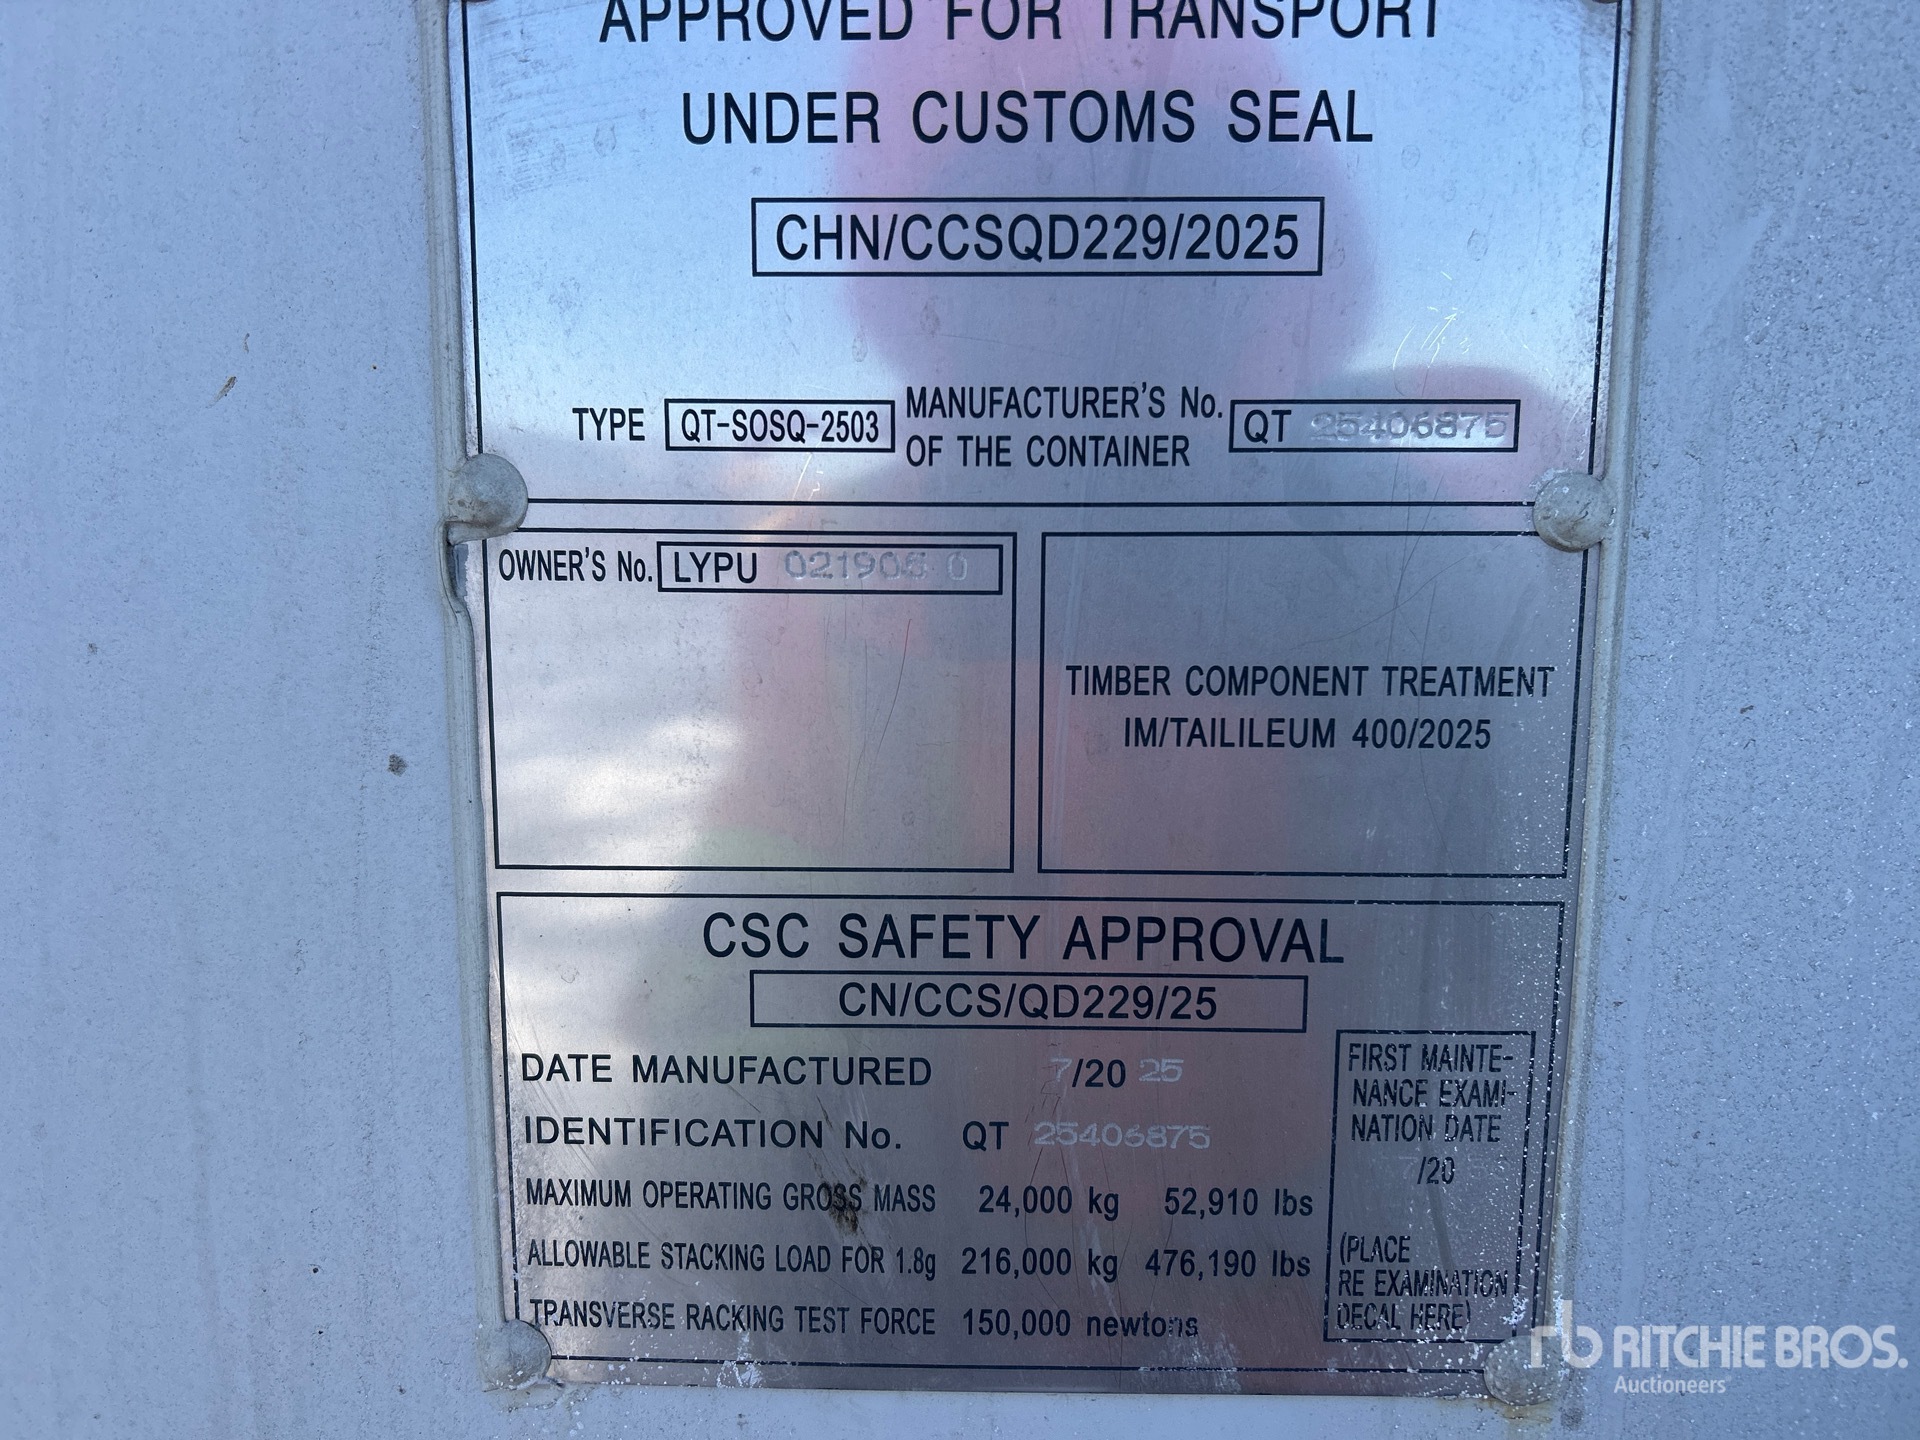 APPROVED FOR TRANSPORT
UNDER CUSTOMS SEAL
CHN/CCSQD229/2025
TYPE QT-SOSQ-2503 MANUFACTURER'S No. OF THE CONTAINER QT 25406875
OWNER'S No. LYPU 021906 0
TIMBER COMPONENT TREATMENT
IM/TAILILEUM 400/2025
CSC SAFETY APPROVAL
CN/CCS/QD229/25
DATE MANUFACTURED 7/20 25
IDENTIFICATION No. QT 25406875
MAXIMUM OPERATING GROSS MASS 24,000 kg 52,910 lbs
ALLOWABLE STACKING LOAD FOR 1.8g 216,000 kg 476,190 lbs
TRANSVERSE RACKING TEST FORCE 150,000 newtons
FIRST MAINTE-
NANCE EXAMI-
NATION DATE
/20
(PLACE
RE EXAMINATION
DECAL HERE)
rb RITCHIE BROS.
Auctioneers